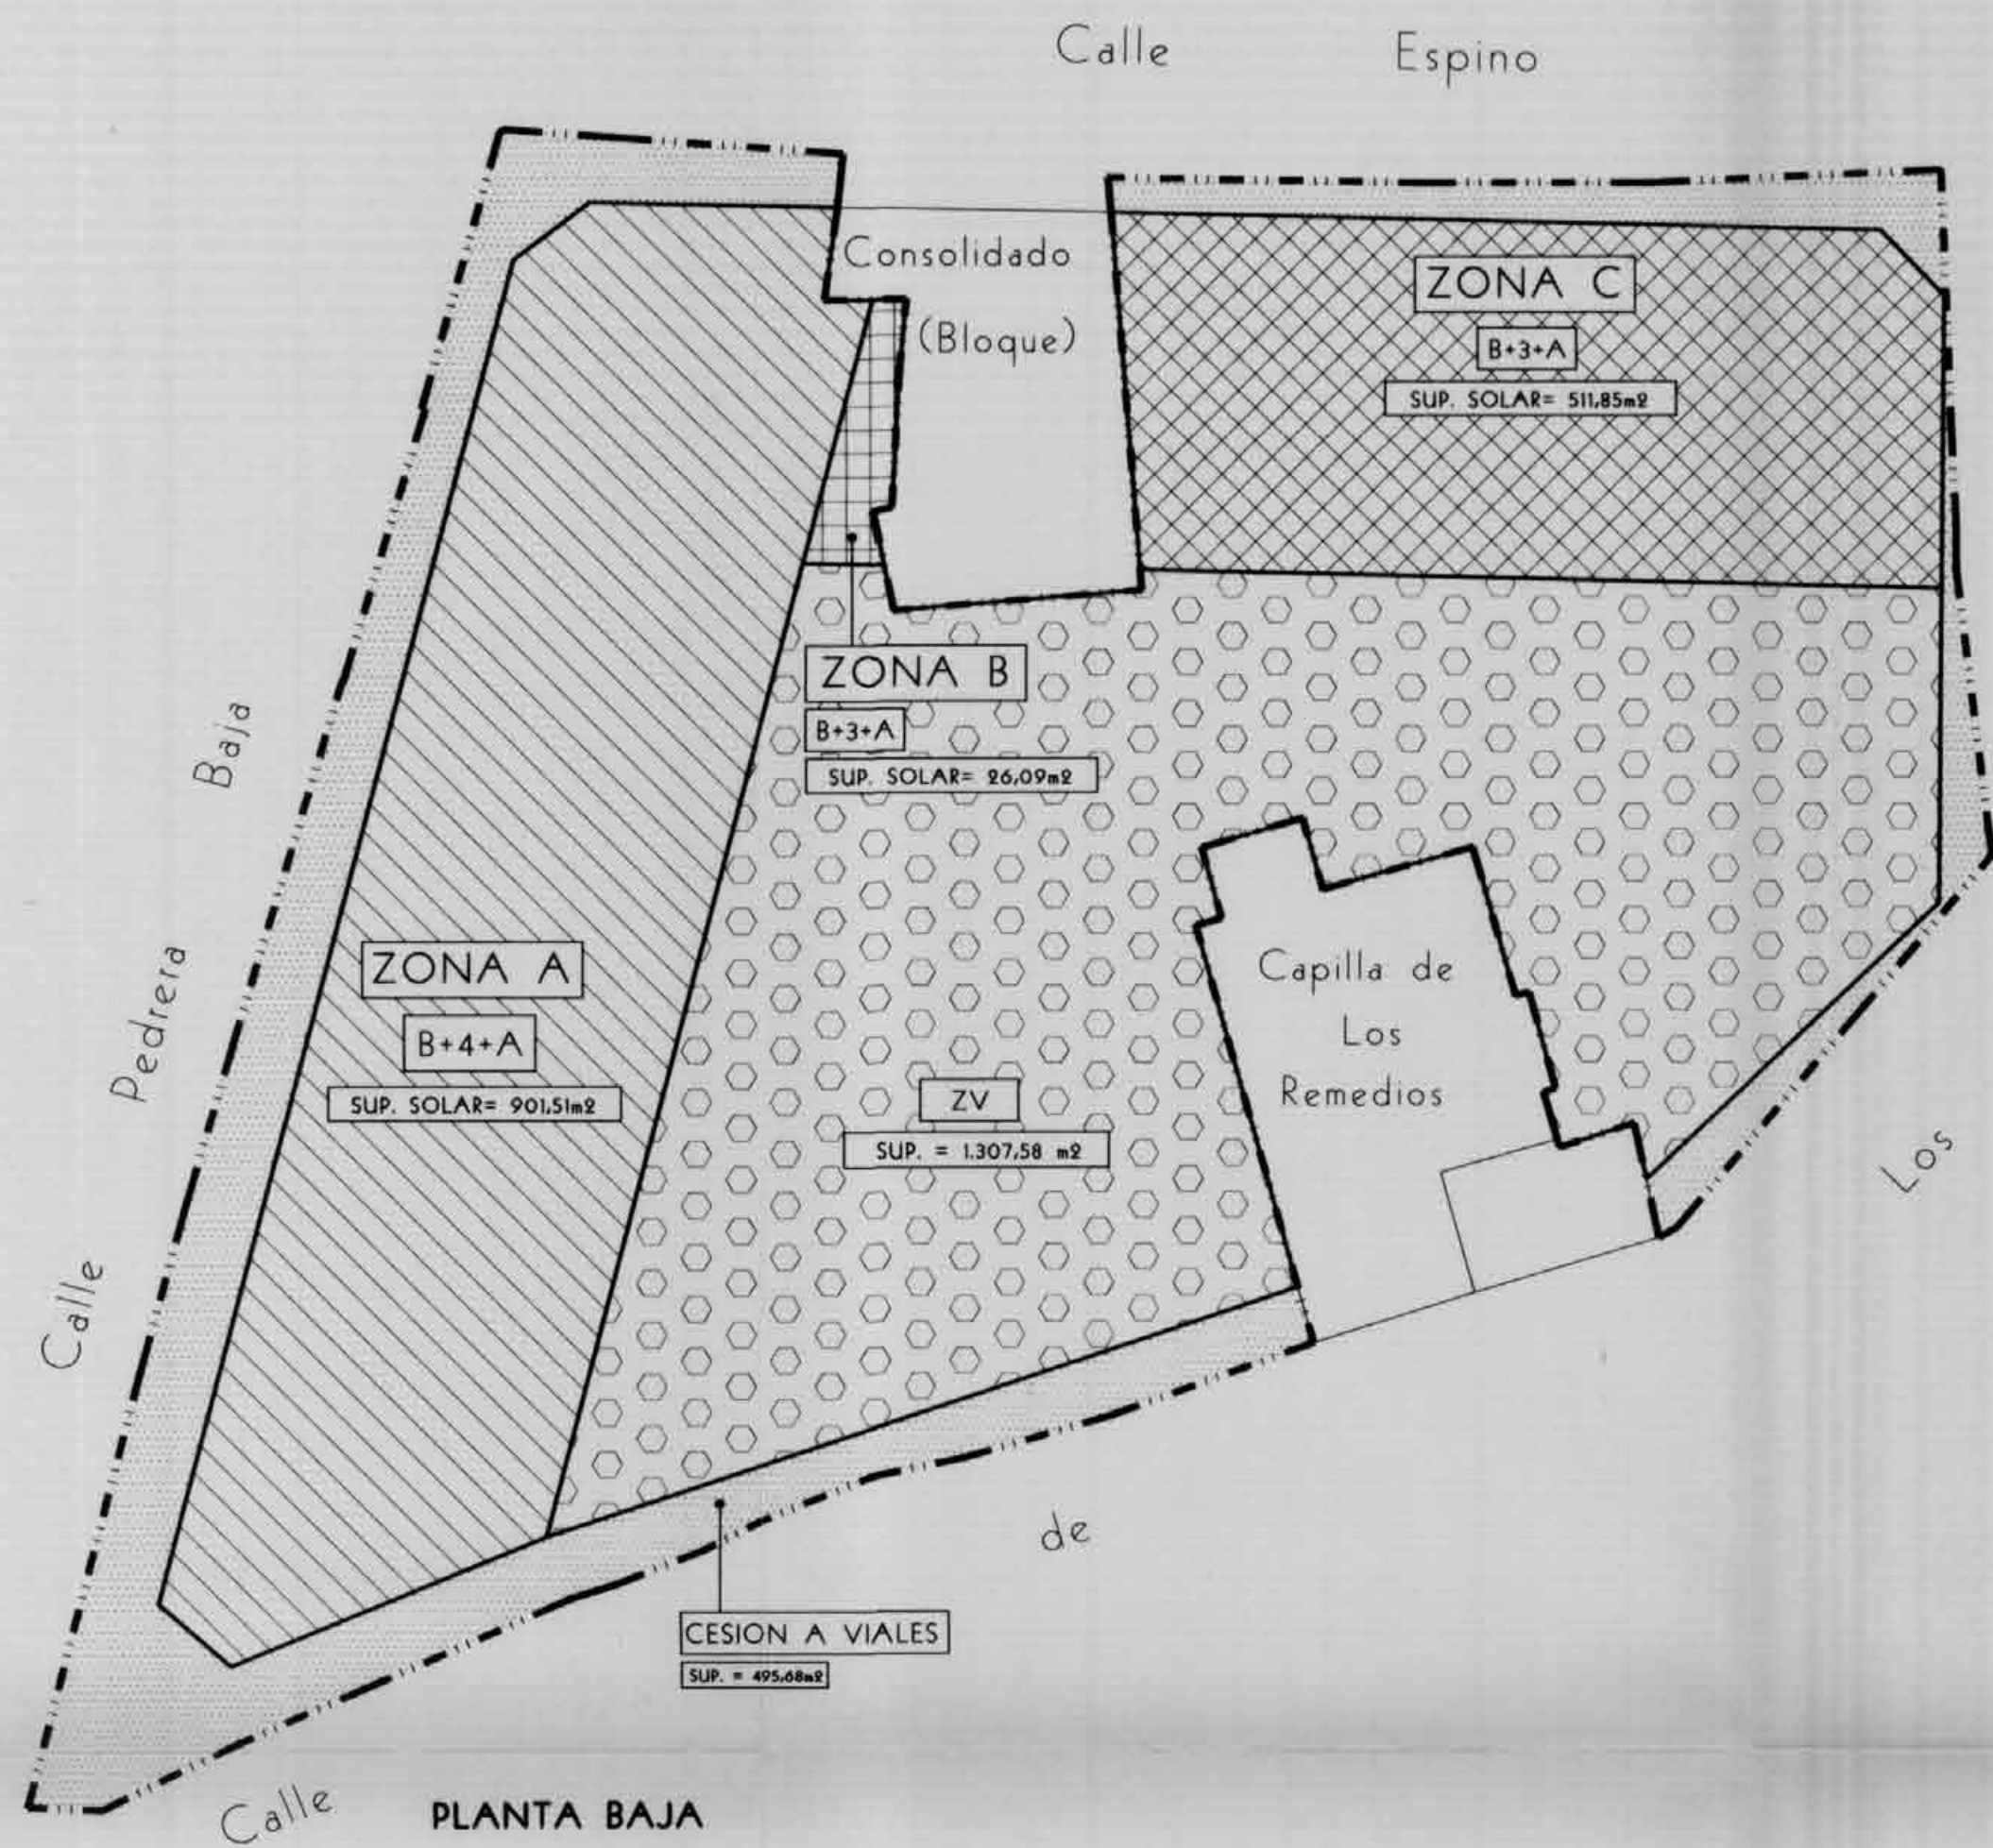 Calle Espino
Consolidado
(Bloque)
ZONA C
B+3+A
SUP. SOLAR= 511,85m2
ZONA B
B+3+A
SUP. SOLAR= 26,09m2
Calle Pedrera Baja
ZONA A
B+4+A
SUP. SOLAR= 901,51m2
ZV
SUP. = 1.307,58 m2
Capilla de
Los
Remedios
CESION A VIALES
SUP. = 495,68m2
Calle de Los
PLANTA BAJA